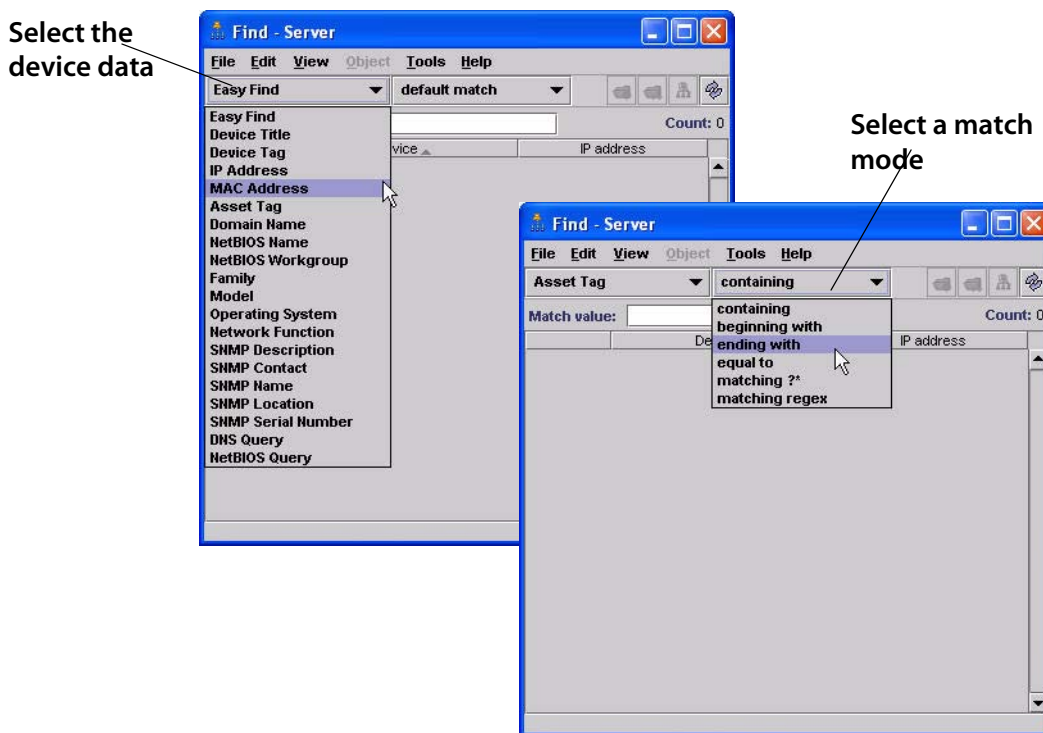 Select the
device data
Find - Server
File Edit View Object Tools Help
Easy Find default match
Count: 0
vice IP address
Easy Find
Device Title
Device Tag
IP Address
MAC Address
Asset Tag
Domain Name
NetBIOS Name
NetBIOS Workgroup
Family
Model
Operating System
Network Function
SNMP Description
SNMP Contact
SNMP Name
SNMP Location
SNMP Serial Number
DNS Query
NetBIOS Query
Select a match
mode
Find - Server
File Edit View Object Tools Help
Asset Tag containing
Match value: Count: 0
De IP address
containing
beginning with
ending with
equal to
matching ?*
matching regex